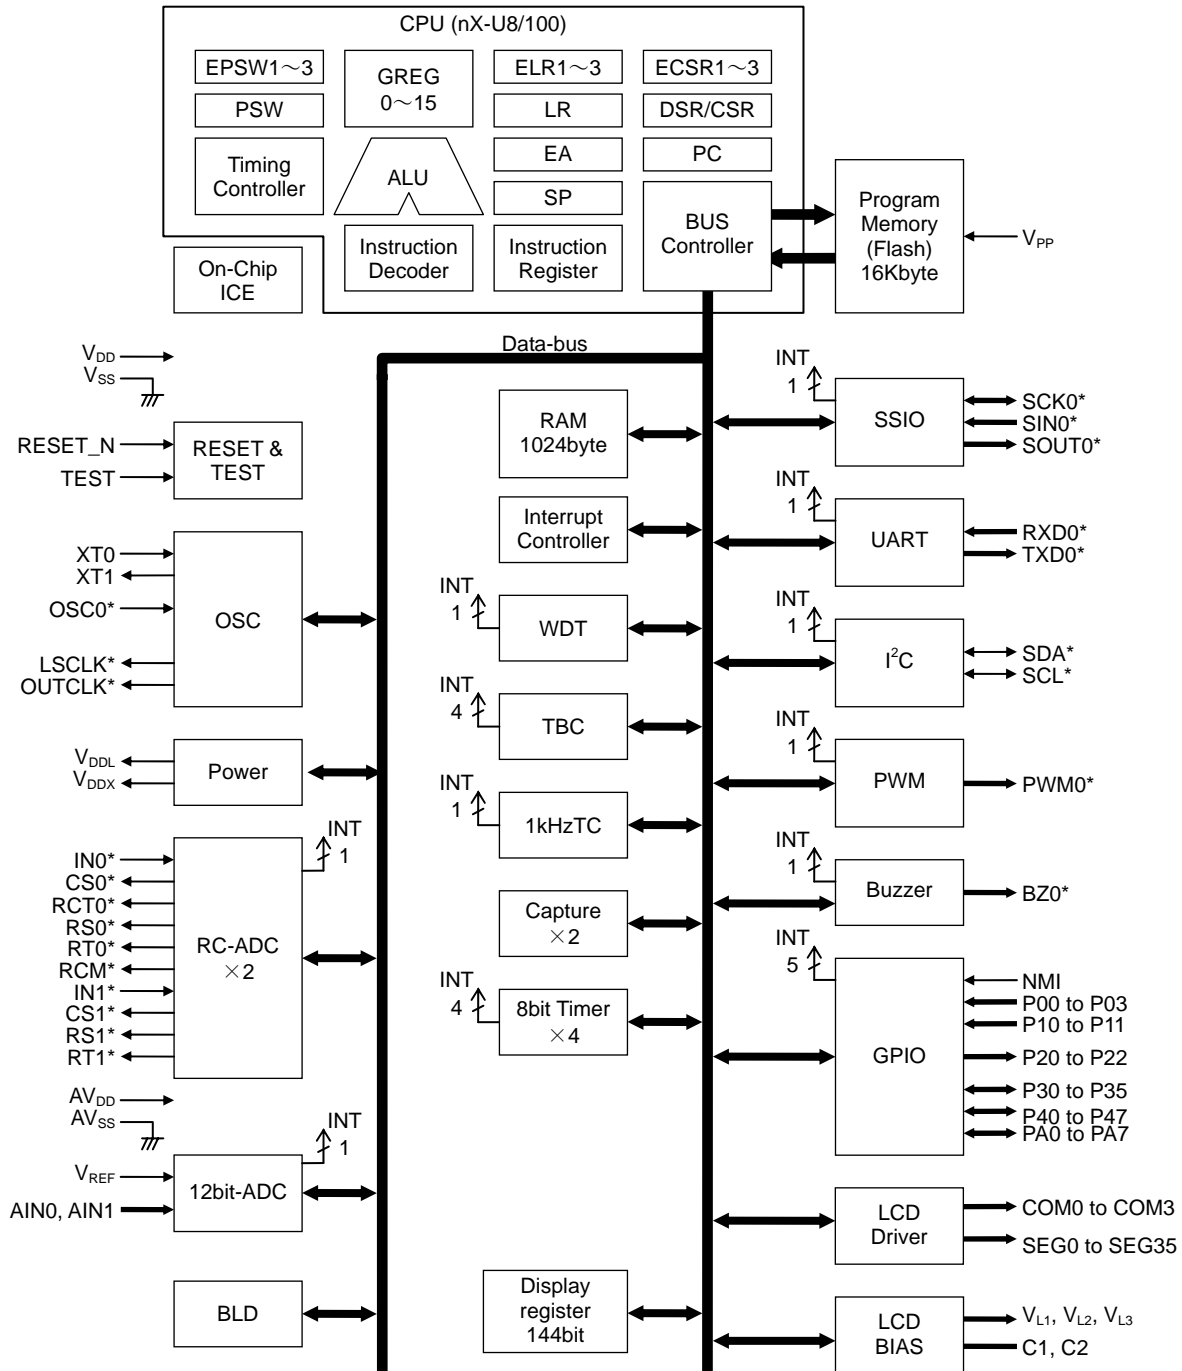 CPU (nX-U8/100)
EPSW1～3
GREG
0～15
ELR1～3
ECSR1～3
PSW
LR
DSR/CSR
Timing
Controller
ALU
EA
PC
SP
BUS
Controller
Program
Memory
(Flash)
16Kbyte
VPP
Instruction
Decoder
Instruction
Register
On-Chip
ICE
Data-bus
VDD
VSS
RESET_N
TEST
RESET &
TEST
XT0
XT1
OSC0*
LSCLK*
OUTCLK*
OSC
VDDL
VDDX
Power
IN0*
CS0*
RCT0*
RS0*
RT0*
RCM*
IN1*
CS1*
RS1*
RT1*
RC-ADC
×2
INT
1
AVDD
AVSS
VREF
AIN0, AIN1
12bit-ADC
INT
1
BLD
RAM
1024byte
Interrupt
Controller
INT
1
WDT
INT
4
TBC
INT
1
1kHzTC
Capture
×2
INT
4
8bit Timer
×4
Display
register
144bit
INT
1
SSIO
SCK0*
SIN0*
SOUT0*
INT
1
UART
RXD0*
TXD0*
INT
1
I²C
SDA*
SCL*
INT
1
PWM
PWM0*
INT
1
Buzzer
BZ0*
INT
5
GPIO
NMI
P00 to P03
P10 to P11
P20 to P22
P30 to P35
P40 to P47
PA0 to PA7
LCD
Driver
COM0 to COM3
SEG0 to SEG35
LCD
BIAS
VL1, VL2, VL3
C1, C2